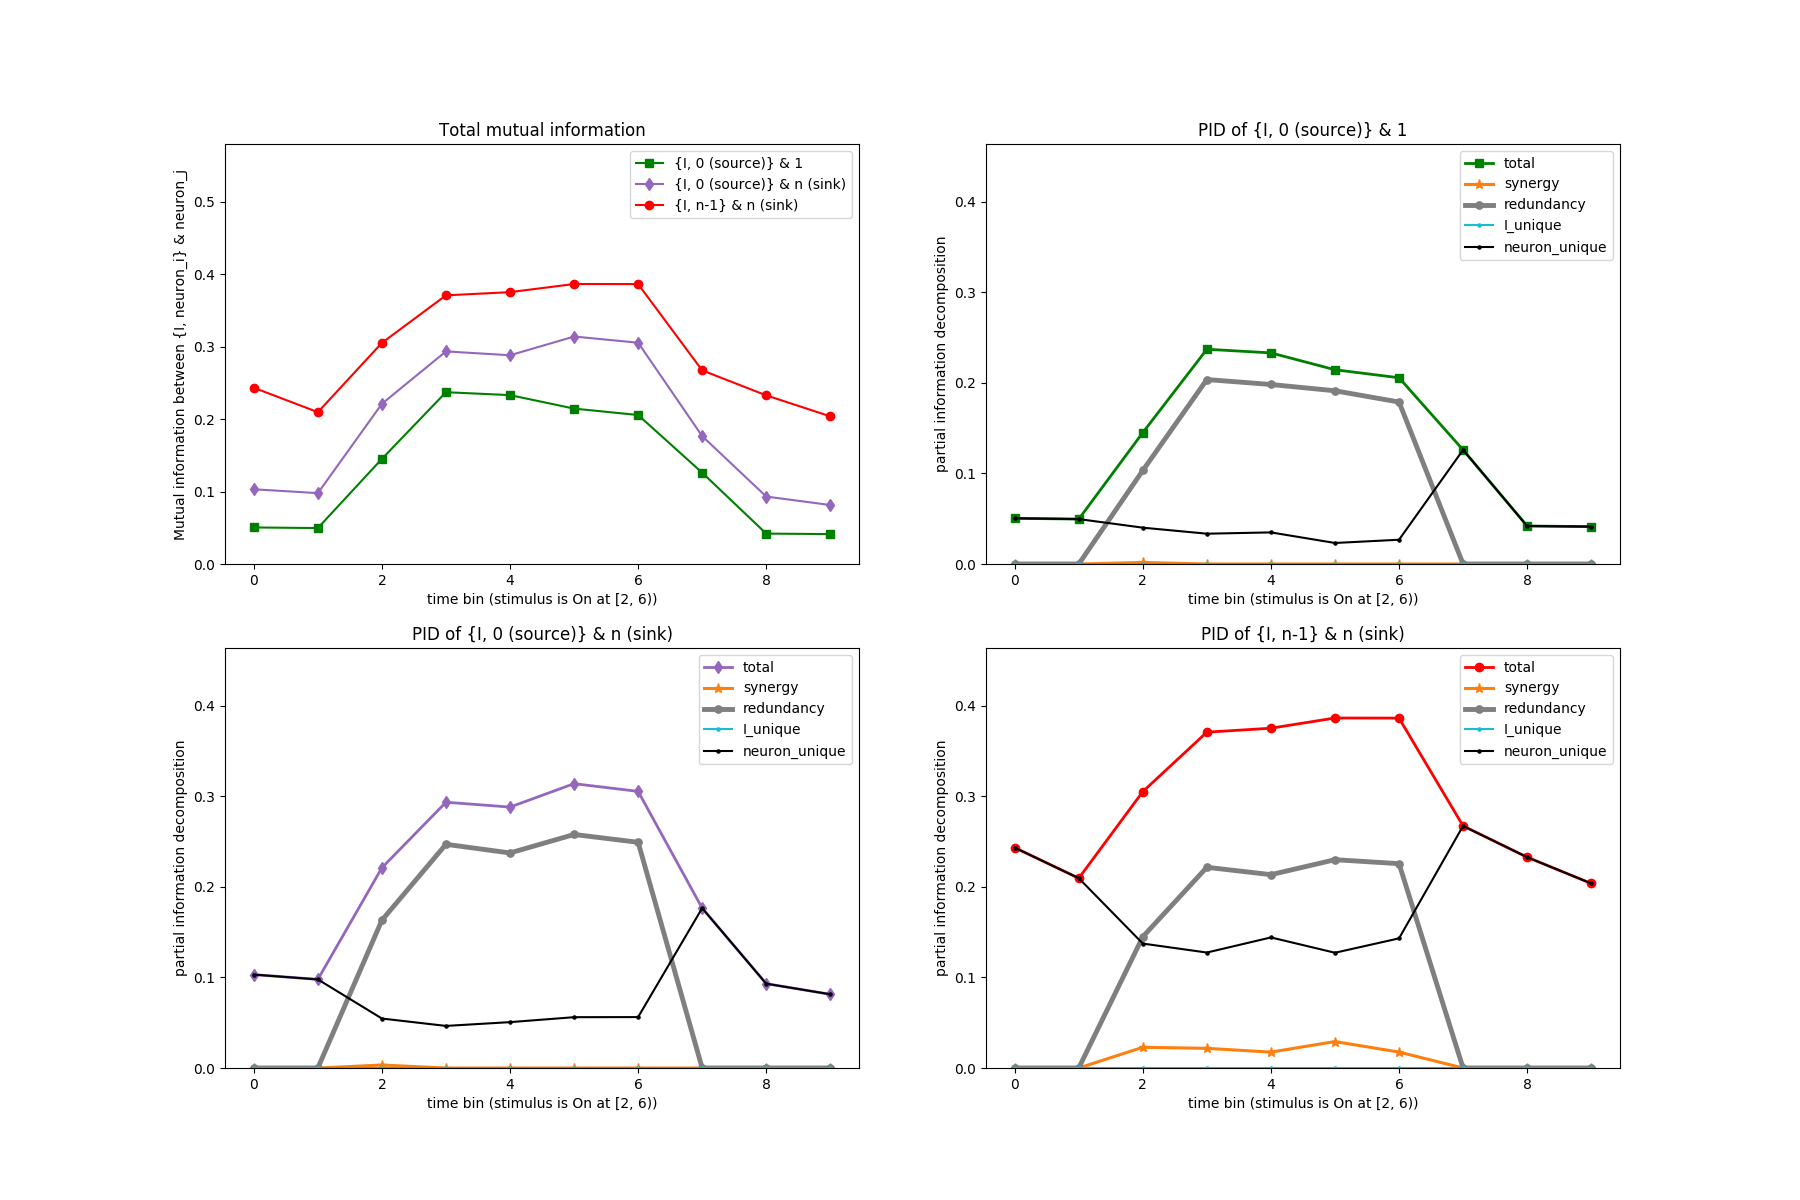 Total mutual information
Mutual information between {I, neuron_i} & neuron_j
0.5
0.4
0.3
0.2
0.1
0.0
{I, 0 (source)} & 1
{I, 0 (source)} & n (sink)
{I, n-1} & n (sink)
0 2 4 6 8
time bin (stimulus is On at [2, 6))
PID of {I, 0 (source)} & 1
partial information decomposition
0.4
0.3
0.2
0.1
0.0
total
synergy
redundancy
I_unique
neuron_unique
0 2 4 6 8
time bin (stimulus is On at [2, 6))
PID of {I, 0 (source)} & n (sink)
partial information decomposition
0.4
0.3
0.2
0.1
0.0
total
synergy
redundancy
I_unique
neuron_unique
0 2 4 6 8
time bin (stimulus is On at [2, 6))
PID of {I, n-1} & n (sink)
partial information decomposition
0.4
0.3
0.2
0.1
0.0
total
synergy
redundancy
I_unique
neuron_unique
0 2 4 6 8
time bin (stimulus is On at [2, 6))